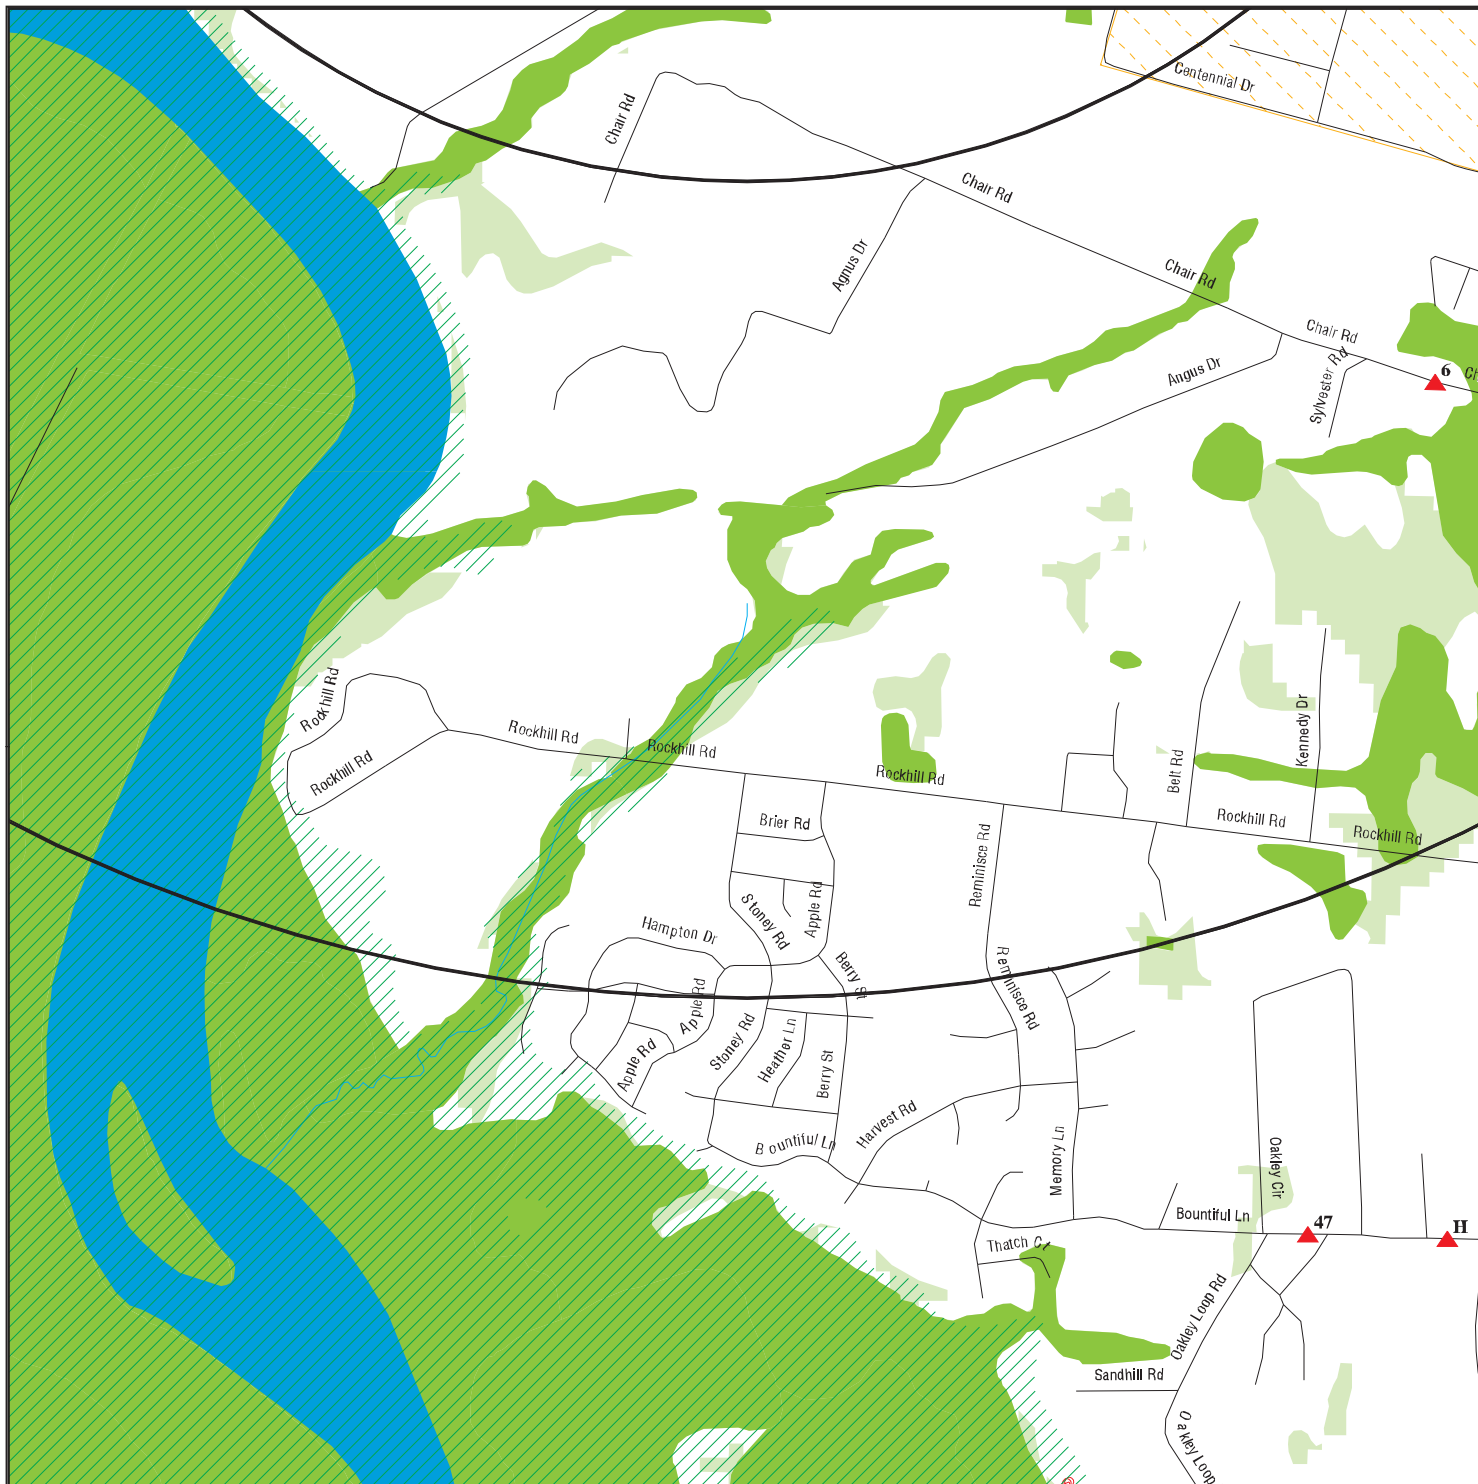 Centennial Dr
Chair Rd
Chair Rd
Agnus Dr
Chair Rd
Chair Rd
Sylvester Rd
Angus Dr
6
Rockhill Rd
Rockhill Rd
Rockhill Rd
Rockhill Rd
Rockhill Rd
Kennedy Dr
Belt Rd
Rockhill Rd
Rockhill Rd
Brier Rd
Reminisce Rd
Apple Rd
Stoney Rd
Hampton Dr
Berry St
Apple Rd
Reminisce Rd
Stoney Rd
Heather Ln
Apple Rd
Berry St
Harvest Rd
Bountiful Ln
Memory Ln
Oakley Cir
Bountiful Ln
47
H
Thatch Ct
Oakley Loop Rd
Sandhill Rd
Oakley Loop